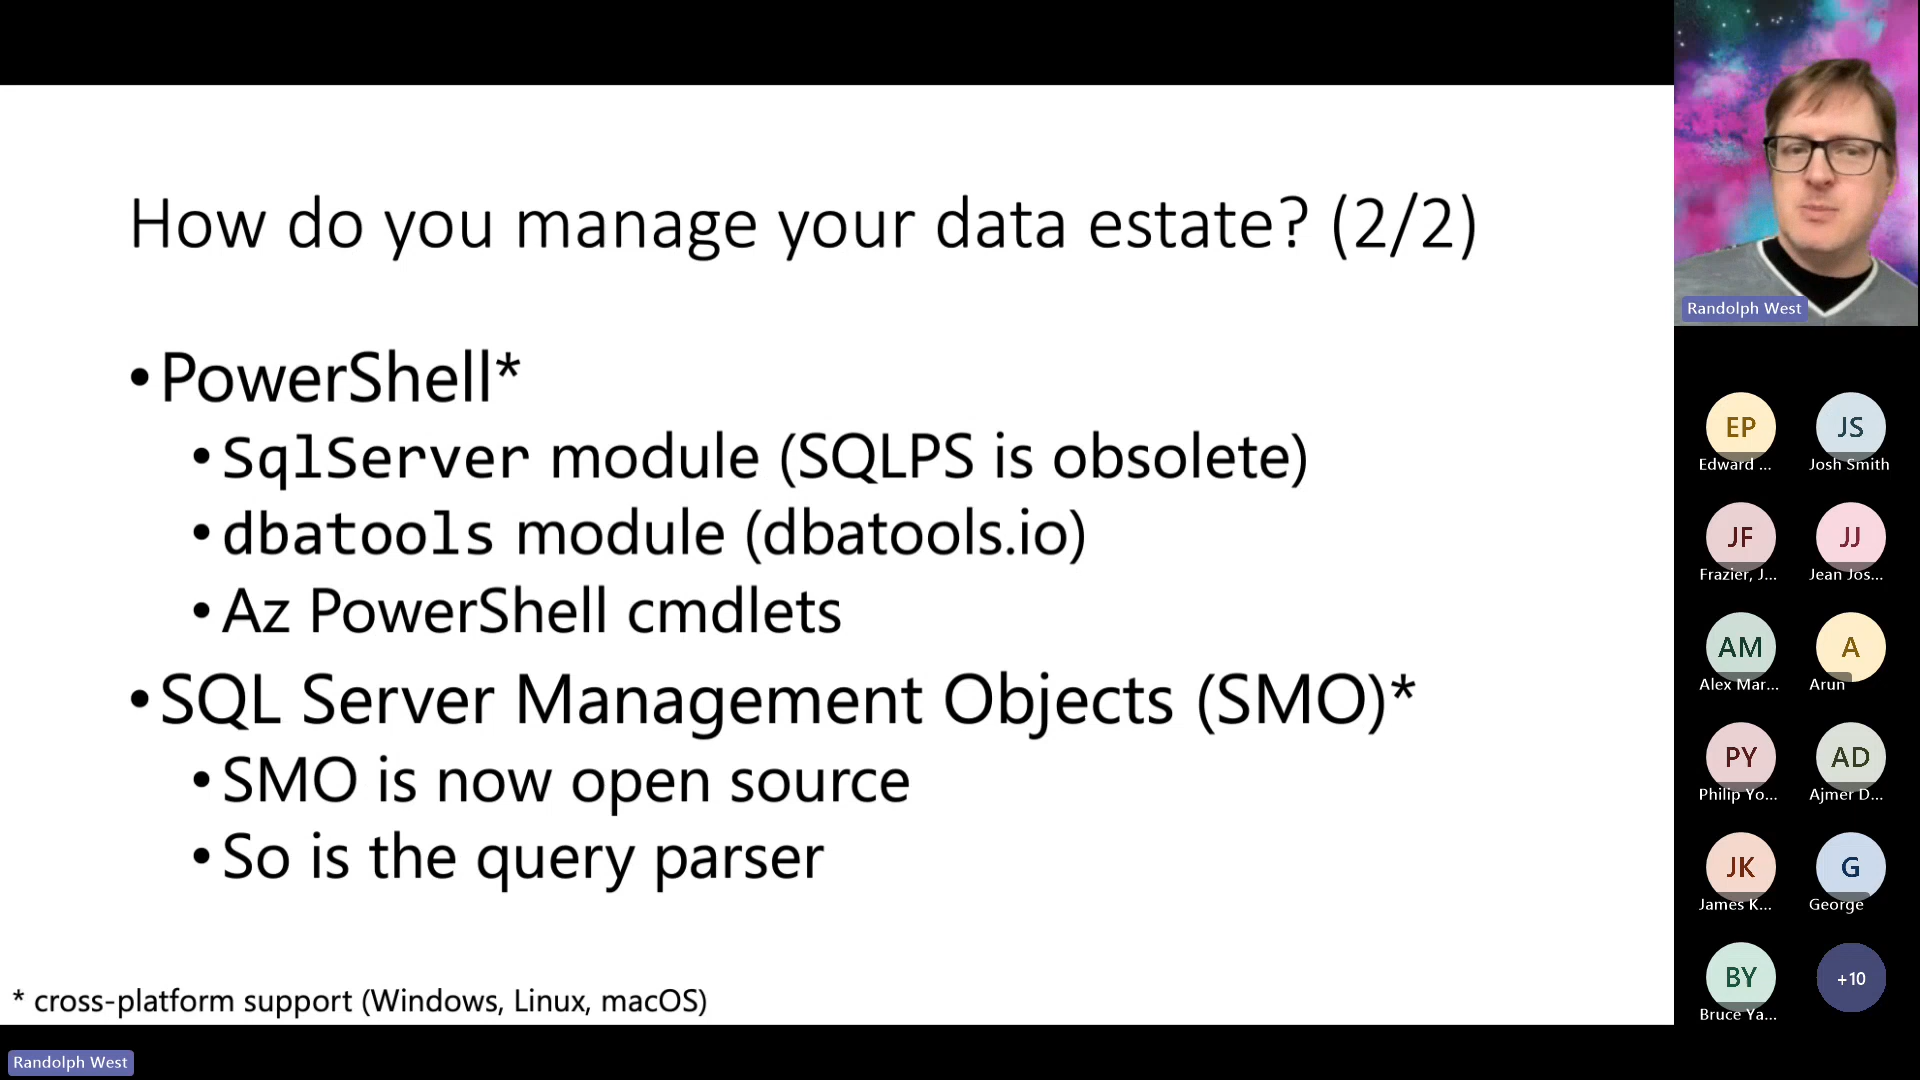 How do you manage your data estate? (2/2)
•PowerShell*
•SqlServer module (SQLPS is obsolete)
•dbatools module (dbatools.io)
•Az PowerShell cmdlets
•SQL Server Management Objects (SMO)*
•SMO is now open source
•So is the query parser
* cross-platform support (Windows, Linux, macOS)
Randolph West
Randolph West
EP
Edward ...
JS
Josh Smith
JF
Frazier, J...
JJ
Jean Jos...
AM
Alex Mar...
A
Arun
PY
Philip Yo...
AD
Ajmer D...
JK
James K...
G
George
BY
Bruce Ya...
+10